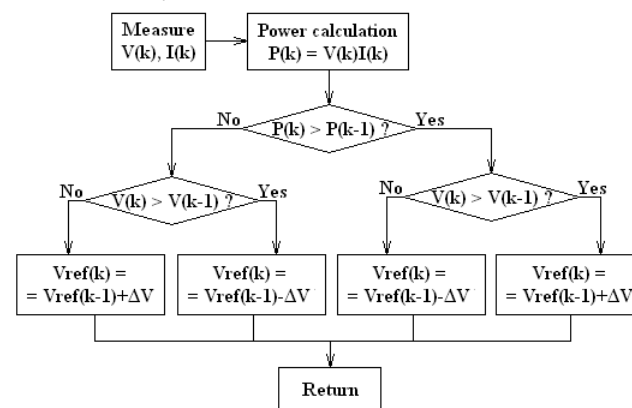 Measure
V(k), I(k)
Power calculation
P(k) = V(k)I(k)
P(k) > P(k-1) ?
No
Yes
V(k) > V(k-1) ?
No
Yes
V(k) > V(k-1) ?
No
Yes
Vref(k) =
= Vref(k-1)+ΔV
Vref(k) =
= Vref(k-1)-ΔV
Vref(k) =
= Vref(k-1)-ΔV
Vref(k) =
= Vref(k-1)+ΔV
Return